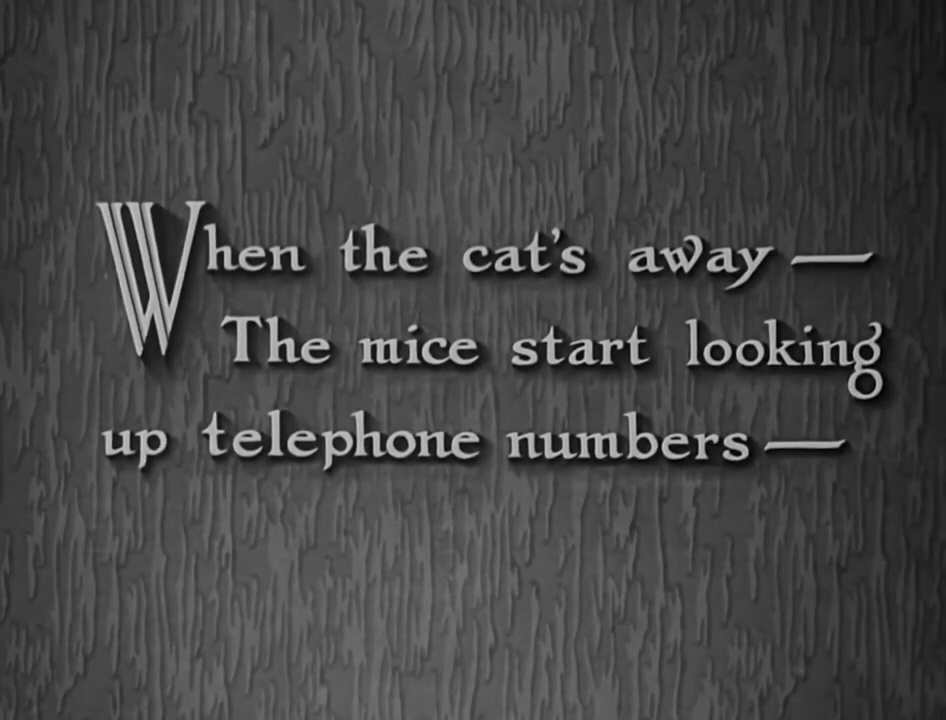 When the cat's away —
The mice start looking
up telephone numbers —